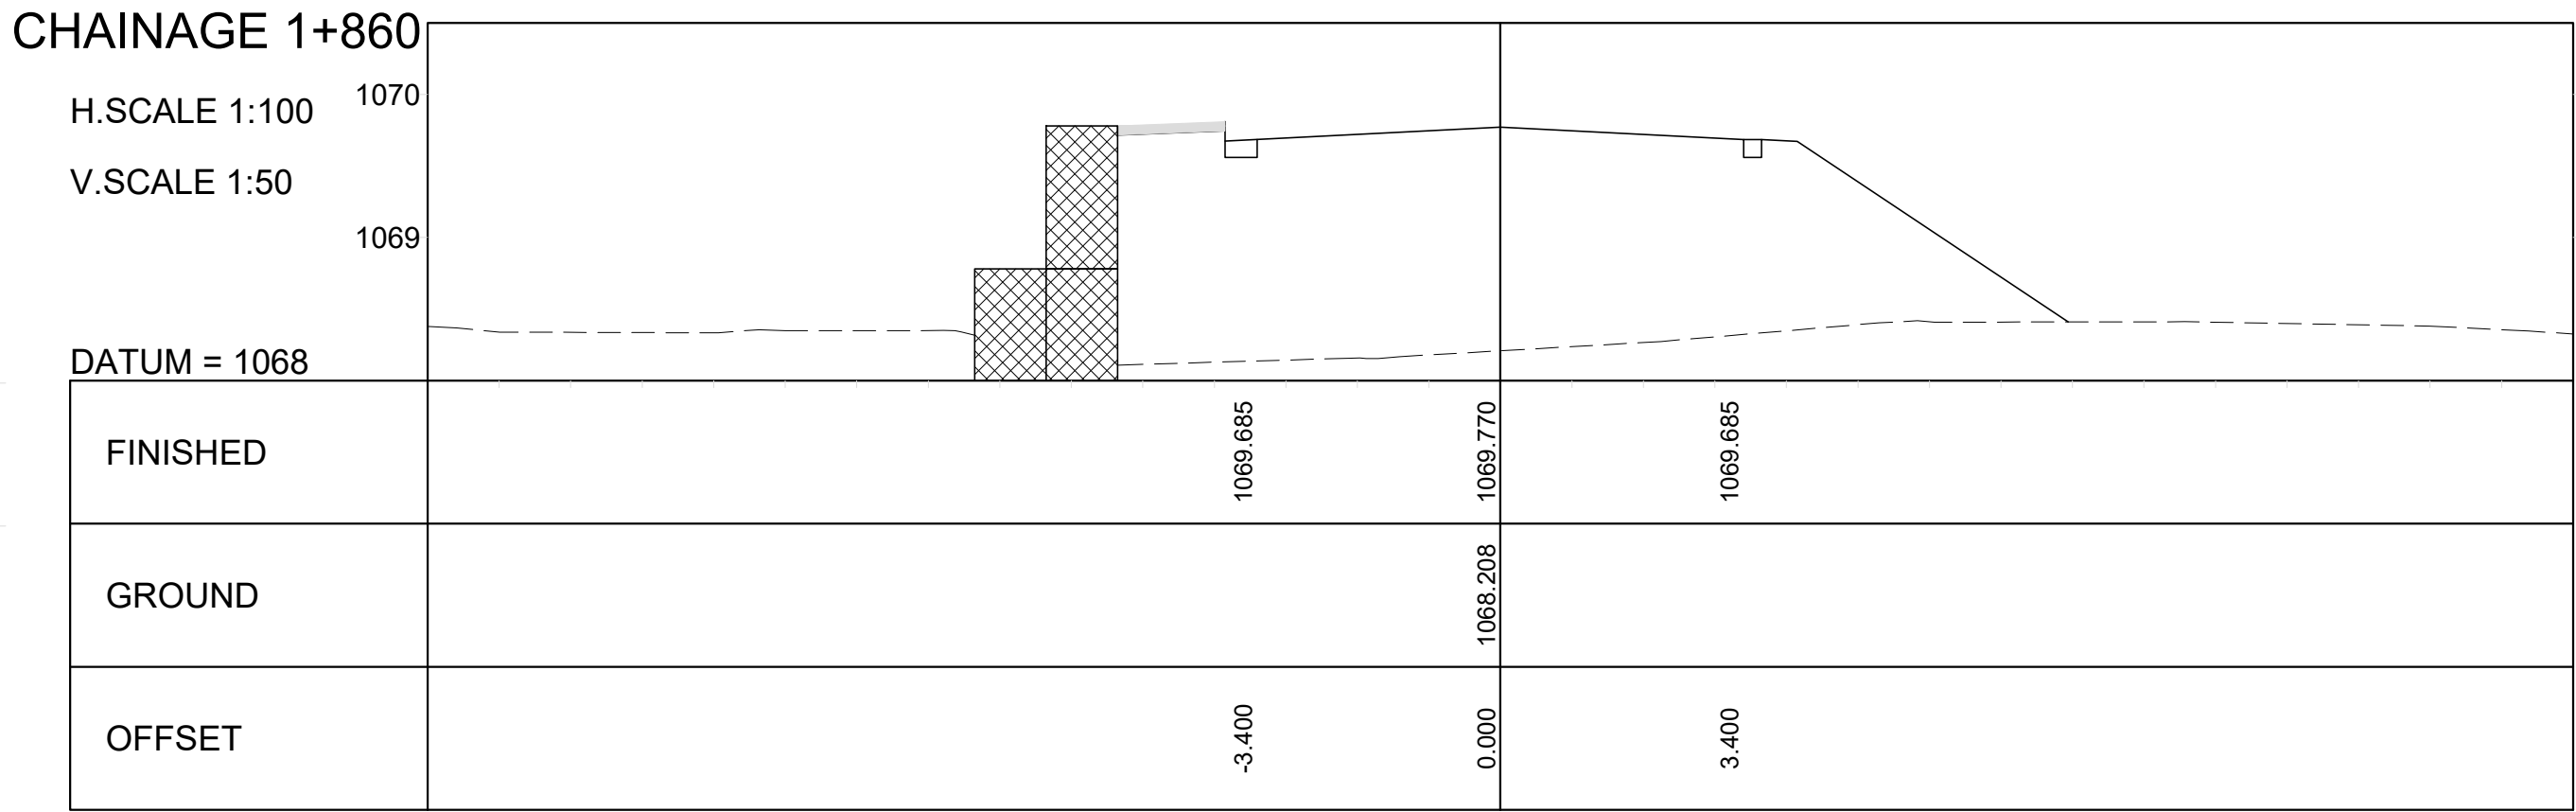 CHAINAGE 1+860
H.SCALE 1:100
1070
V.SCALE 1:50
1069
DATUM = 1068
FINISHED 1069.685 1069.770 1069.685
GROUND 1068.208
OFFSET -3.400 0.000 3.400